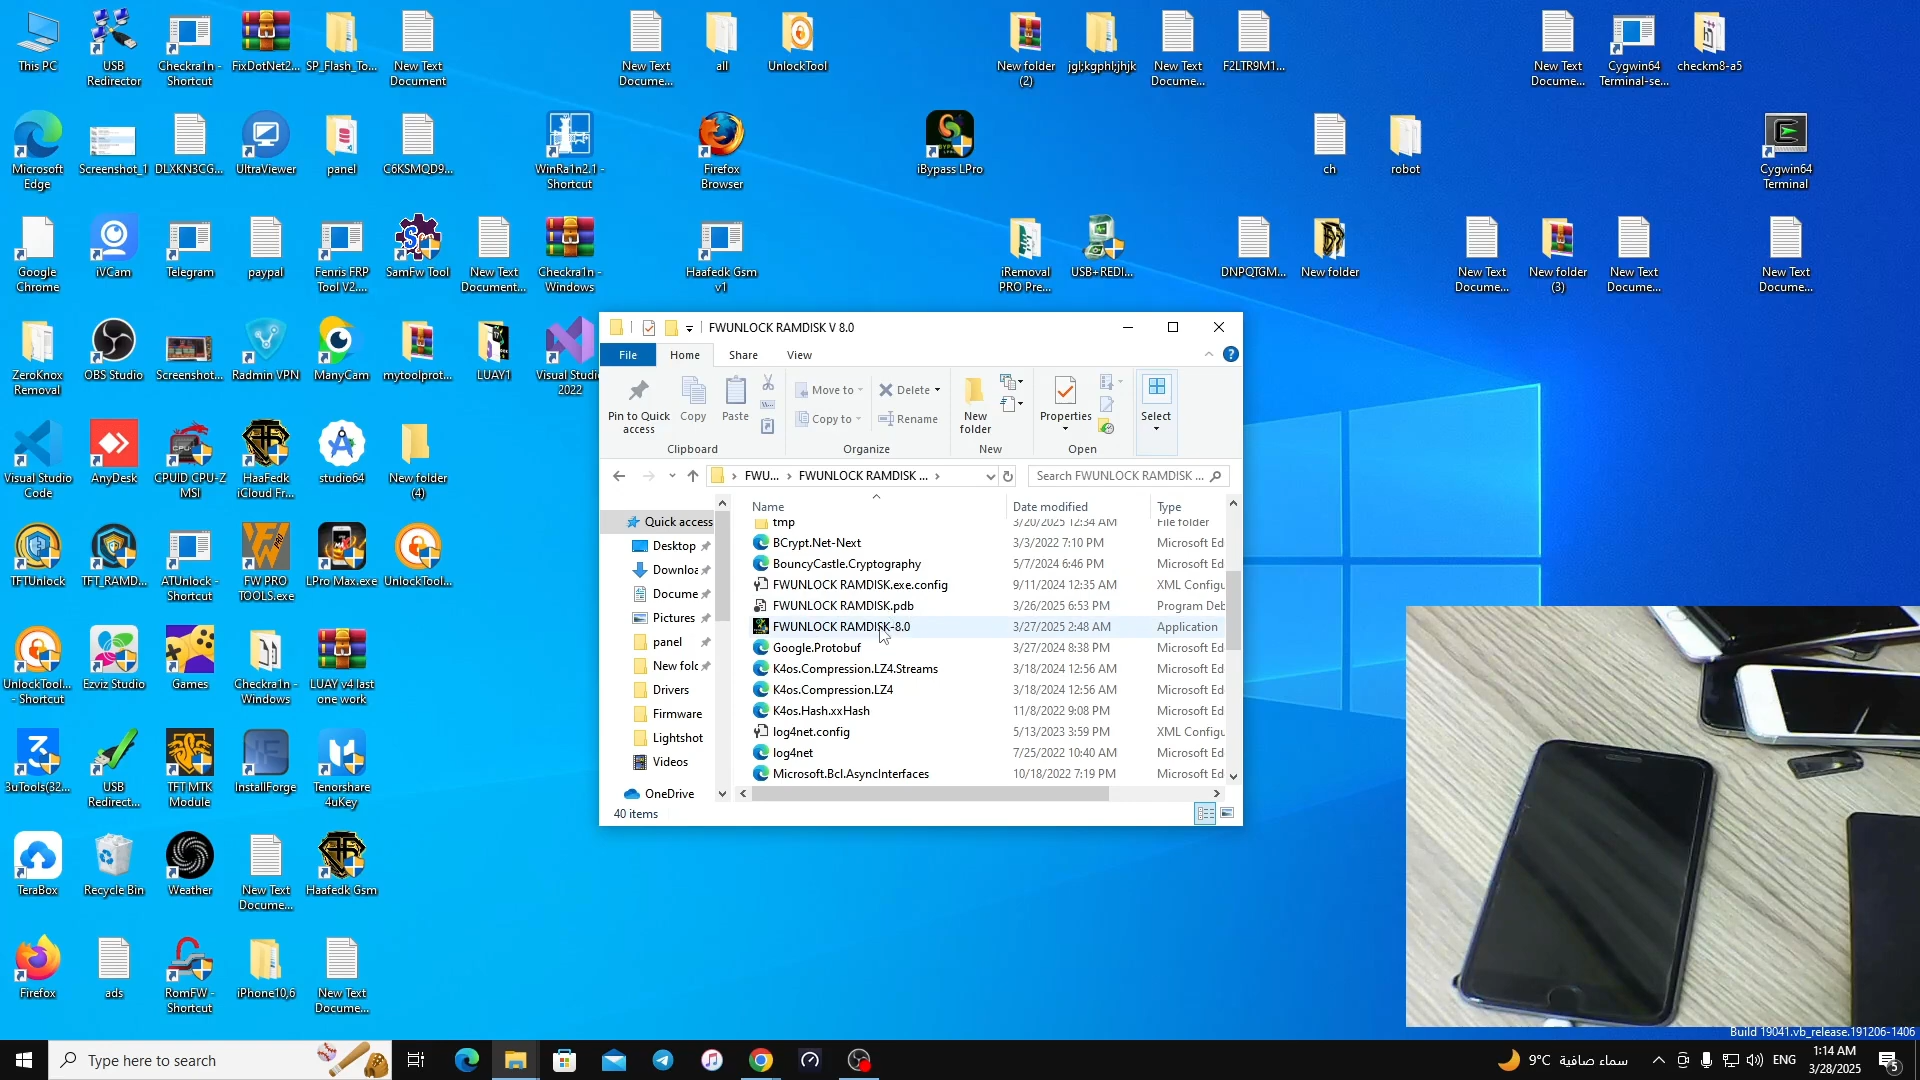 This PC
USB
Redirector
Checkra1n -
Shortcut
FixDotNet2...
SP_Flash_To...
New Text
Document
New Text
Docume...
all
UnlockTool
New folder
(2)
jgl;kgphl;jhjk
New Text
Docume...
F2LTR9M1...
New Text
Docume...
Cygwin64
Terminal-se...
checkm8-a5
Microsoft
Edge
Screenshot_1
DLXKN3CG...
UltraViewer
panel
C6KSMQD9...
WinRa1n2.1 -
Shortcut
Firefox
Browser
iBypass LPro
ch
robot
Cygwin64
Terminal
Google
Chrome
iVCam
Telegram
paypal
Fenris FRP
Tool V2....
SamFw Tool
New Text
Document...
Checkra1n -
Windows
Haafedk Gsm
v1
iRemoval
PRO Pre...
USB+REDI...
DNPQTGM...
New folder
New Text
Docume...
New folder
(3)
New Text
Docume...
New Text
Docume...
ZeroKnox
Removal
OBS Studio
Screenshot...
Radmin VPN
ManyCam
mytoolprot...
LUAY1
Visual Studio
2022
Visual Studio
Code
AnyDesk
CPUID CPU-Z
MSI
HaaFedk
iCloud Fr...
studio64
New folder
(4)
TFTUnlock
TFT_RAMD...
ATUnlock -
Shortcut
FW PRO
TOOLS.exe
LPro Max.exe
UnlockTool...
UnlockTool...
- Shortcut
Ezviz Studio
Games
Checkra1n -
Windows
LUAY v4 last
one work
3uTools(32...
USB
Redirect...
TFT MTK
Module
InstallForge
Tenorshare
4uKey
TeraBox
Recycle Bin
Weather
New Text
Docume...
Haafedk Gsm
Firefox
ads
RomFW -
Shortcut
iPhone10,6
New Text
Docume...
FWUNLOCK RAMDISK V 8.0
File Home Share View
Pin to Quick
access
Copy
Paste
Move to
Copy to
Delete
Rename
New
folder
Properties
Select
Clipboard Organize New Open
FWU... FWUNLOCK RAMDISK ...
Search FWUNLOCK RAMDISK ...
Name Date modified Type
Quick access
Desktop
Downloa
Docume
Pictures
panel
New folc
Drivers
Firmware
Lightshot
Videos
OneDrive
tmp 3/20/2025 12:34 AM File folder
BCrypt.Net-Next 3/3/2022 7:10 PM Microsoft Ed
BouncyCastle.Cryptography 5/7/2024 6:46 PM Microsoft Ed
FWUNLOCK RAMDISK.exe.config 9/11/2024 12:35 AM XML Configu
FWUNLOCK RAMDISK.pdb 3/26/2025 6:53 PM Program Deb
FWUNLOCK RAMDISK-8.0 3/27/2025 2:48 AM Application
Google.Protobuf 3/27/2024 8:38 PM Microsoft Ed
K4os.Compression.LZ4.Streams 3/18/2024 12:56 AM Microsoft Ed
K4os.Compression.LZ4 3/18/2024 12:56 AM Microsoft Ed
K4os.Hash.xxHash 11/8/2022 9:08 PM Microsoft Ed
log4net.config 5/13/2023 3:59 PM XML Configu
log4net 7/25/2022 10:40 AM Microsoft Ed
Microsoft.Bcl.AsyncInterfaces 10/18/2022 7:19 PM Microsoft Ed
40 items
Build 19041.vb_release.191206-1406
Type here to search
9°C سماء صافية
ENG
1:14 AM
3/28/2025
5